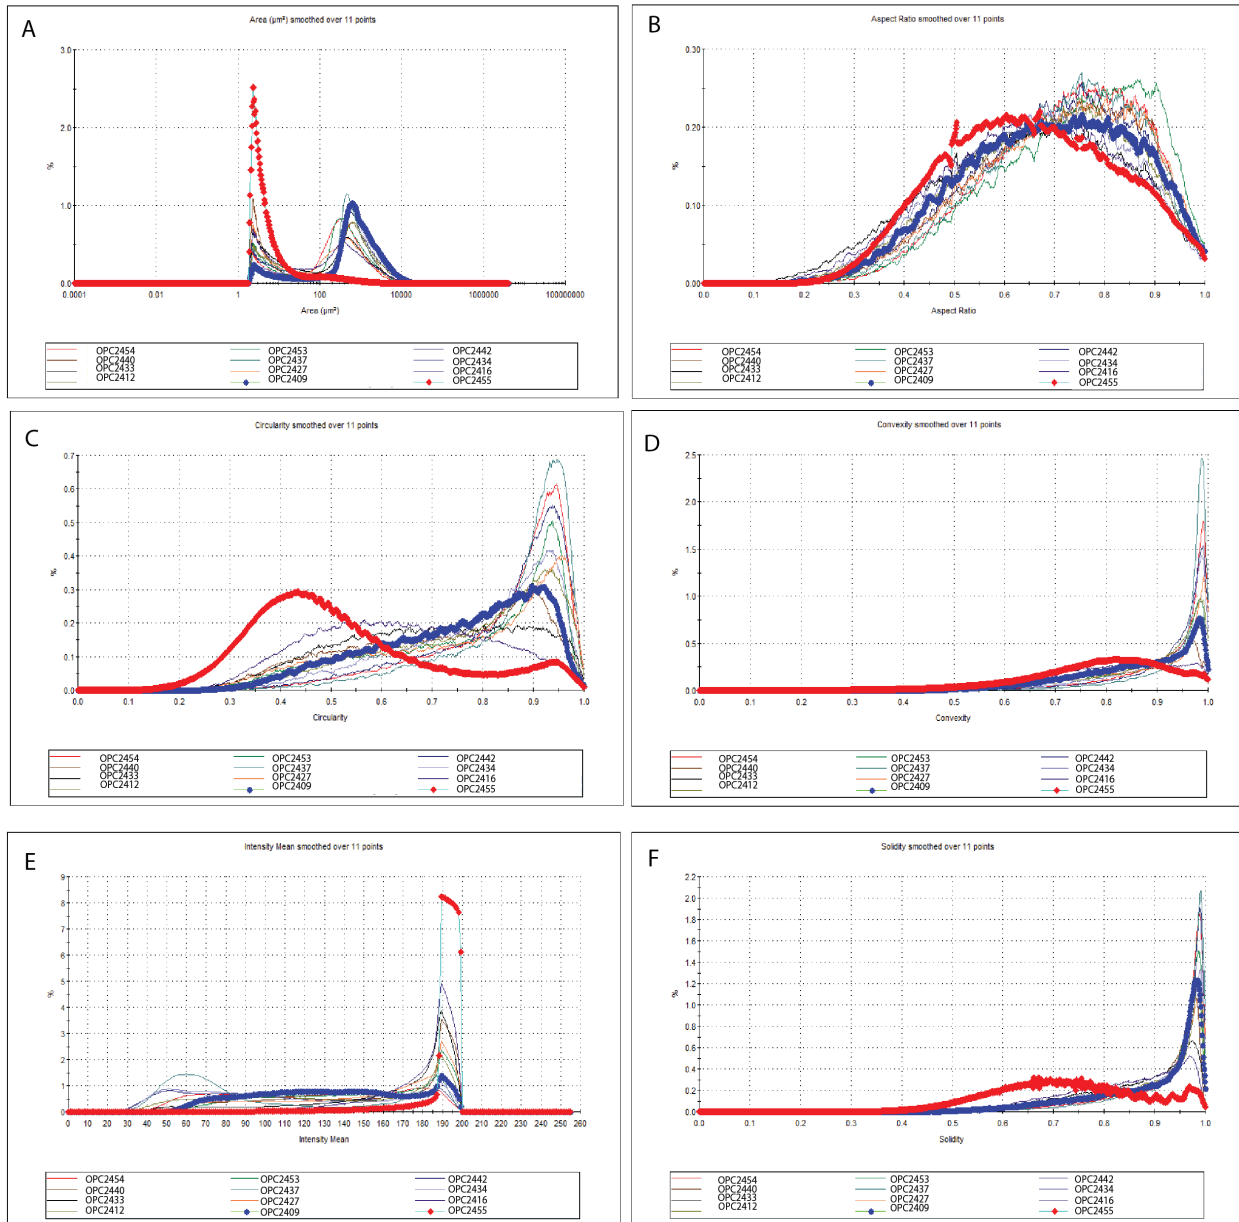 A
Area (µm²) smoothed over 11 points
3.0
2.0
%
1.0
0.0
0.0001 0.01 1 100 10000 1000000 100000000
Area (µm²)
OPC2454 OPC2453 OPC2442
OPC2440 OPC2437 OPC2434
OPC2433 OPC2427 OPC2416
OPC2412 OPC2409 OPC2455
B
Aspect Ratio smoothed over 11 points
0.30
0.20
%
0.10
0.00
0.0 0.1 0.2 0.3 0.4 0.5 0.6 0.7 0.8 0.9 1.0
Aspect Ratio
OPC2454 OPC2453 OPC2442
OPC2440 OPC2437 OPC2434
OPC2433 OPC2427 OPC2416
OPC2412 OPC2409 OPC2455
C
Circularity smoothed over 11 points
0.7
0.6
0.5
0.4
%
0.3
0.2
0.1
0.0
0.0 0.1 0.2 0.3 0.4 0.5 0.6 0.7 0.8 0.9 1.0
Circularity
OPC2454 OPC2453 OPC2442
OPC2440 OPC2437 OPC2434
OPC2433 OPC2427 OPC2416
OPC2412 OPC2409 OPC2455
D
Convexity smoothed over 11 points
2.5
2.0
1.5
%
1.0
0.5
0.0
0.0 0.1 0.2 0.3 0.4 0.5 0.6 0.7 0.8 0.9 1.0
Convexity
OPC2454 OPC2453 OPC2442
OPC2440 OPC2437 OPC2434
OPC2433 OPC2427 OPC2416
OPC2412 OPC2409 OPC2455
E
Intensity Mean smoothed over 11 points
9
8
7
6
5
%
4
3
2
1
0
0 10 20 30 40 50 60 70 80 90 100 110 120 130 140 150 160 170 180 190 200 210 220 230 240 250 260
Intensity Mean
OPC2454 OPC2453 OPC2442
OPC2440 OPC2437 OPC2434
OPC2433 OPC2427 OPC2416
OPC2412 OPC2409 OPC2455
F
Solidity smoothed over 11 points
2.2
2.0
1.8
1.6
1.4
1.2
%
1.0
0.8
0.6
0.4
0.2
0.0
0.0 0.1 0.2 0.3 0.4 0.5 0.6 0.7 0.8 0.9 1.0
Solidity
OPC2454 OPC2453 OPC2442
OPC2440 OPC2437 OPC2434
OPC2433 OPC2427 OPC2416
OPC2412 OPC2409 OPC2455